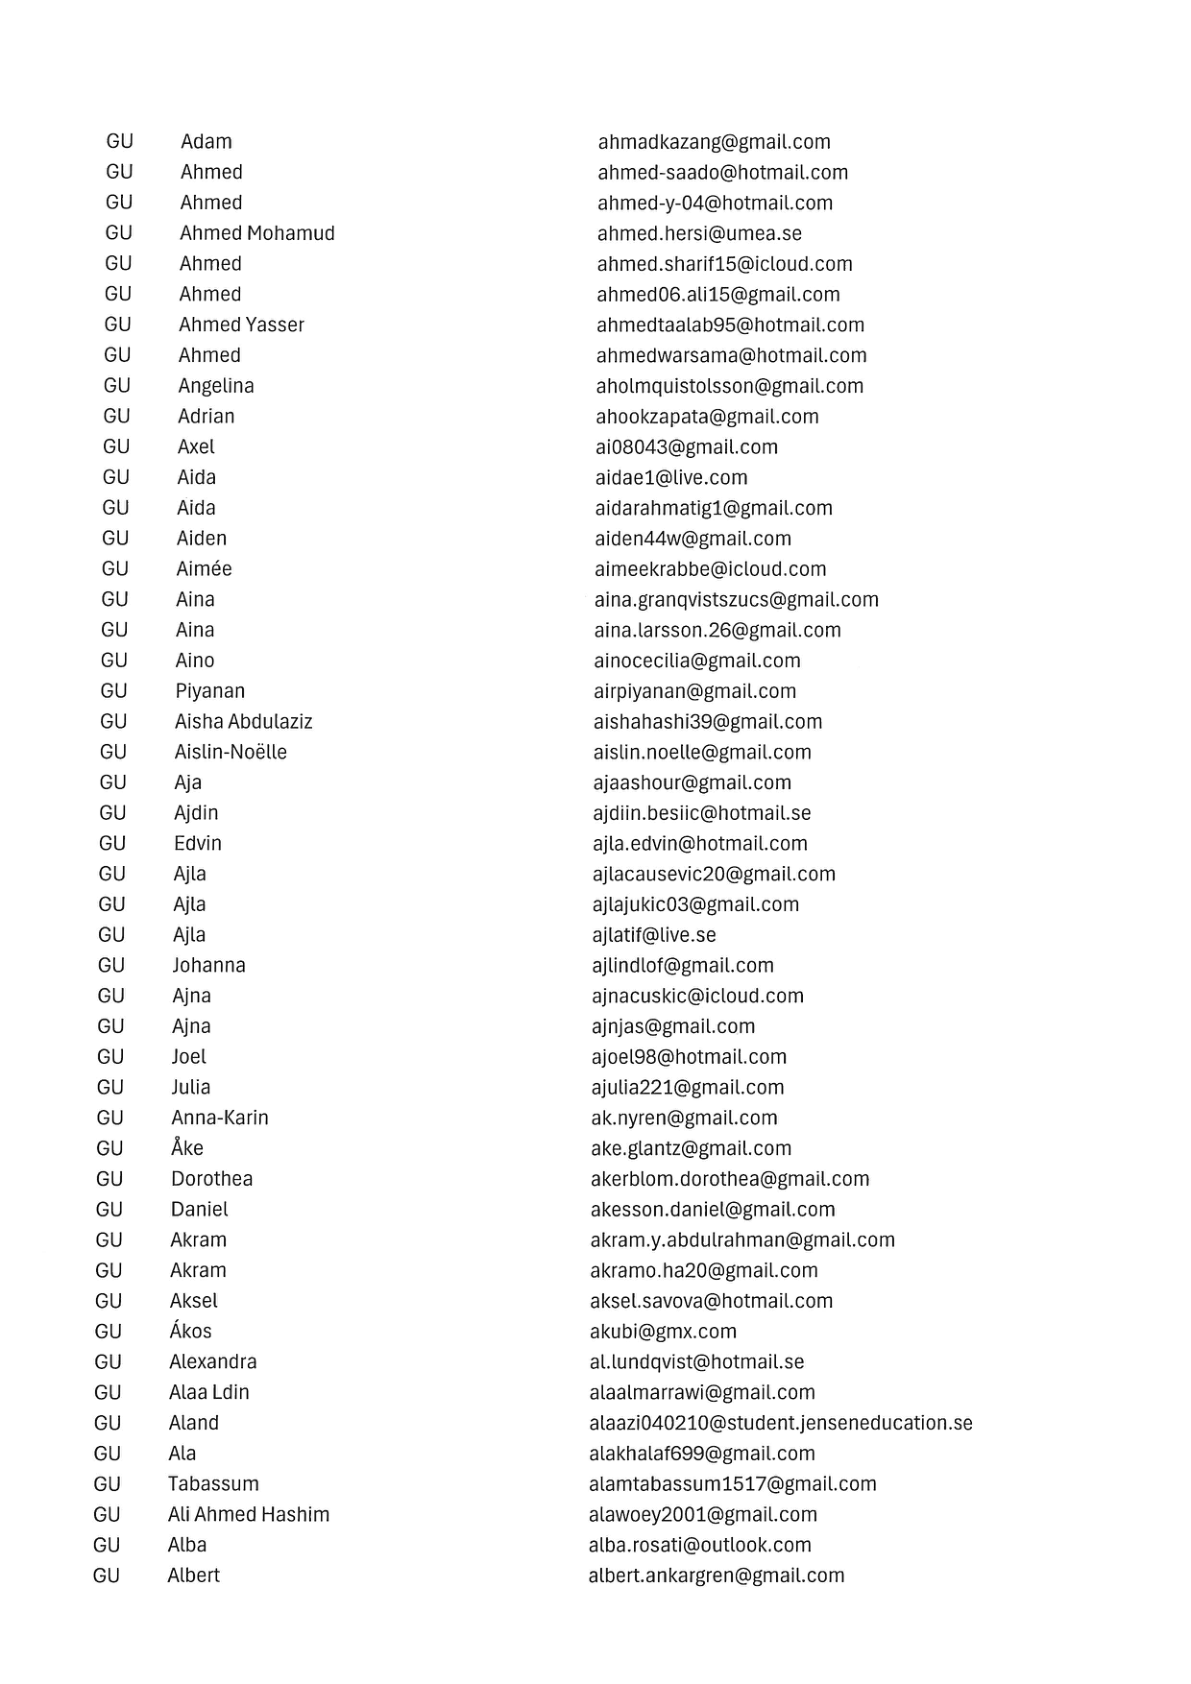 GU Adam ahmadkazang@gmail.com
GU Ahmed ahmed-saado@hotmail.com
GU Ahmed ahmed-y-04@hotmail.com
GU Ahmed Mohamud ahmed.hersi@umea.se
GU Ahmed ahmed.sharif15@icloud.com
GU Ahmed ahmed06.ali15@gmail.com
GU Ahmed Yasser ahmedtaalab95@hotmail.com
GU Ahmed ahmedwarsama@hotmail.com
GU Angelina aholmquistolsson@gmail.com
GU Adrian ahookzapata@gmail.com
GU Axel ai08043@gmail.com
GU Aida aidae1@live.com
GU Aida aidarahmatig1@gmail.com
GU Aiden aiden44w@gmail.com
GU Aimée aimeekrabbe@icloud.com
GU Aina aina.granqvistszucs@gmail.com
GU Aina aina.larsson.26@gmail.com
GU Aino ainocecilia@gmail.com
GU Piyanan airpiyanan@gmail.com
GU Aisha Abdulaziz aishahashi39@gmail.com
GU Aislin-Noëlle aislin.noelle@gmail.com
GU Aja ajaashour@gmail.com
GU Ajdin ajdiin.besiic@hotmail.se
GU Edvin ajla.edvin@hotmail.com
GU Ajla ajlacausevic20@gmail.com
GU Ajla ajlajukic03@gmail.com
GU Ajla ajlatif@live.se
GU Johanna ajlindlof@gmail.com
GU Ajna ajnacuskic@icloud.com
GU Ajna ajnjas@gmail.com
GU Joel ajoel98@hotmail.com
GU Julia ajulia221@gmail.com
GU Anna-Karin ak.nyren@gmail.com
GU Åke ake.glantz@gmail.com
GU Dorothea akerblom.dorothea@gmail.com
GU Daniel akesson.daniel@gmail.com
GU Akram akram.y.abdulrahman@gmail.com
GU Akram akramo.ha20@gmail.com
GU Aksel aksel.savova@hotmail.com
GU Ákos akubi@gmx.com
GU Alexandra al.lundqvist@hotmail.se
GU Alaa Ldin alaalmarrawi@gmail.com
GU Aland alaazi040210@student.jenseneducation.se
GU Ala alakhalaf699@gmail.com
GU Tabassum alamtabassum1517@gmail.com
GU Ali Ahmed Hashim alawoey2001@gmail.com
GU Alba alba.rosati@outlook.com
GU Albert albert.ankargren@gmail.com